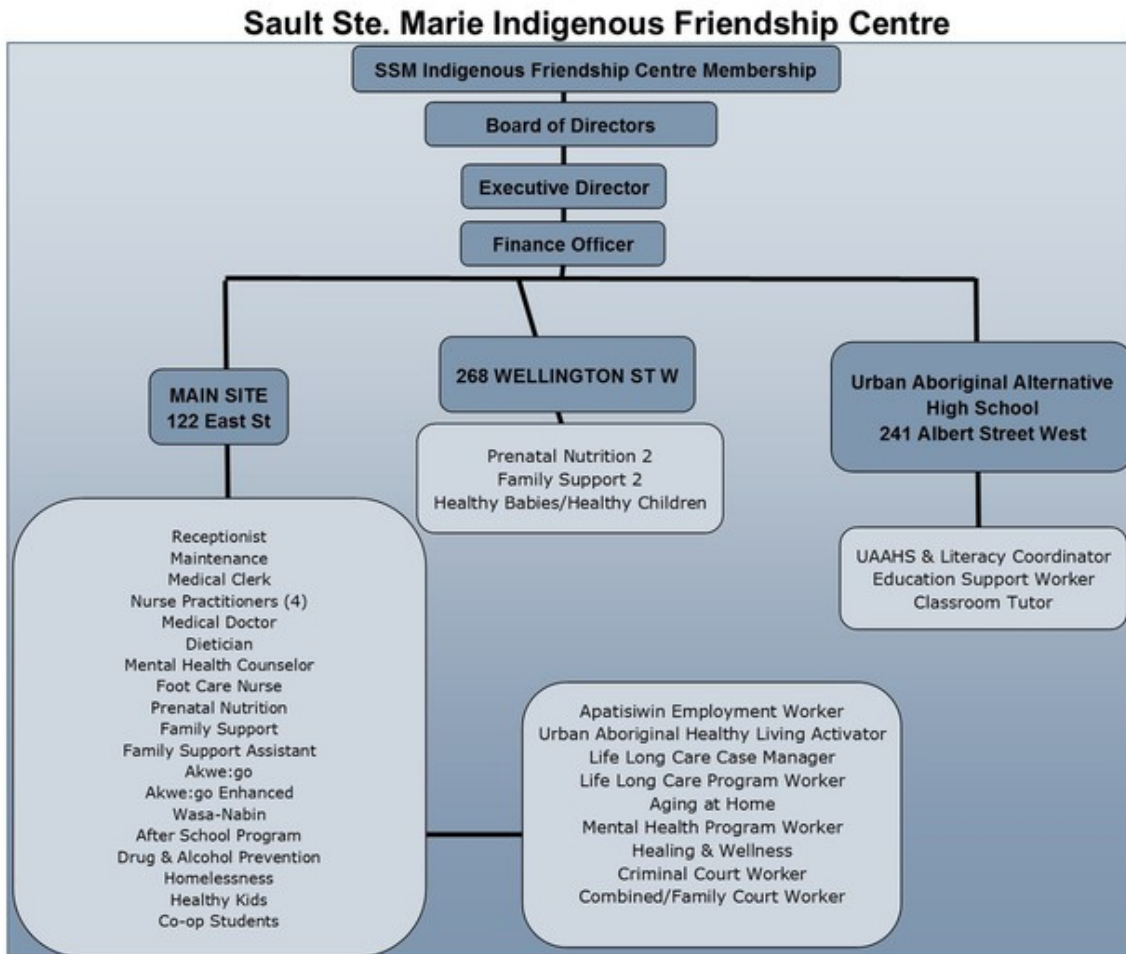 Sault Ste. Marie Indigenous Friendship Centre
SSM Indigenous Friendship Centre Membership
Board of Directors
Executive Director
Finance Officer
MAIN SITE
122 East St
268 WELLINGTON ST W
Urban Aboriginal Alternative
High School
241 Albert Street West
Prenatal Nutrition 2
Family Support 2
Healthy Babies/Healthy Children
UAAHS & Literacy Coordinator
Education Support Worker
Classroom Tutor
Receptionist
Maintenance
Medical Clerk
Nurse Practitioners (4)
Medical Doctor
Dietician
Mental Health Counselor
Foot Care Nurse
Prenatal Nutrition
Family Support
Family Support Assistant
Akwe:go
Akwe:go Enhanced
Wasa-Nabin
After School Program
Drug & Alcohol Prevention
Homelessness
Healthy Kids
Co-op Students
Apatisiwin Employment Worker
Urban Aboriginal Healthy Living Activator
Life Long Care Case Manager
Life Long Care Program Worker
Aging at Home
Mental Health Program Worker
Healing & Wellness
Criminal Court Worker
Combined/Family Court Worker